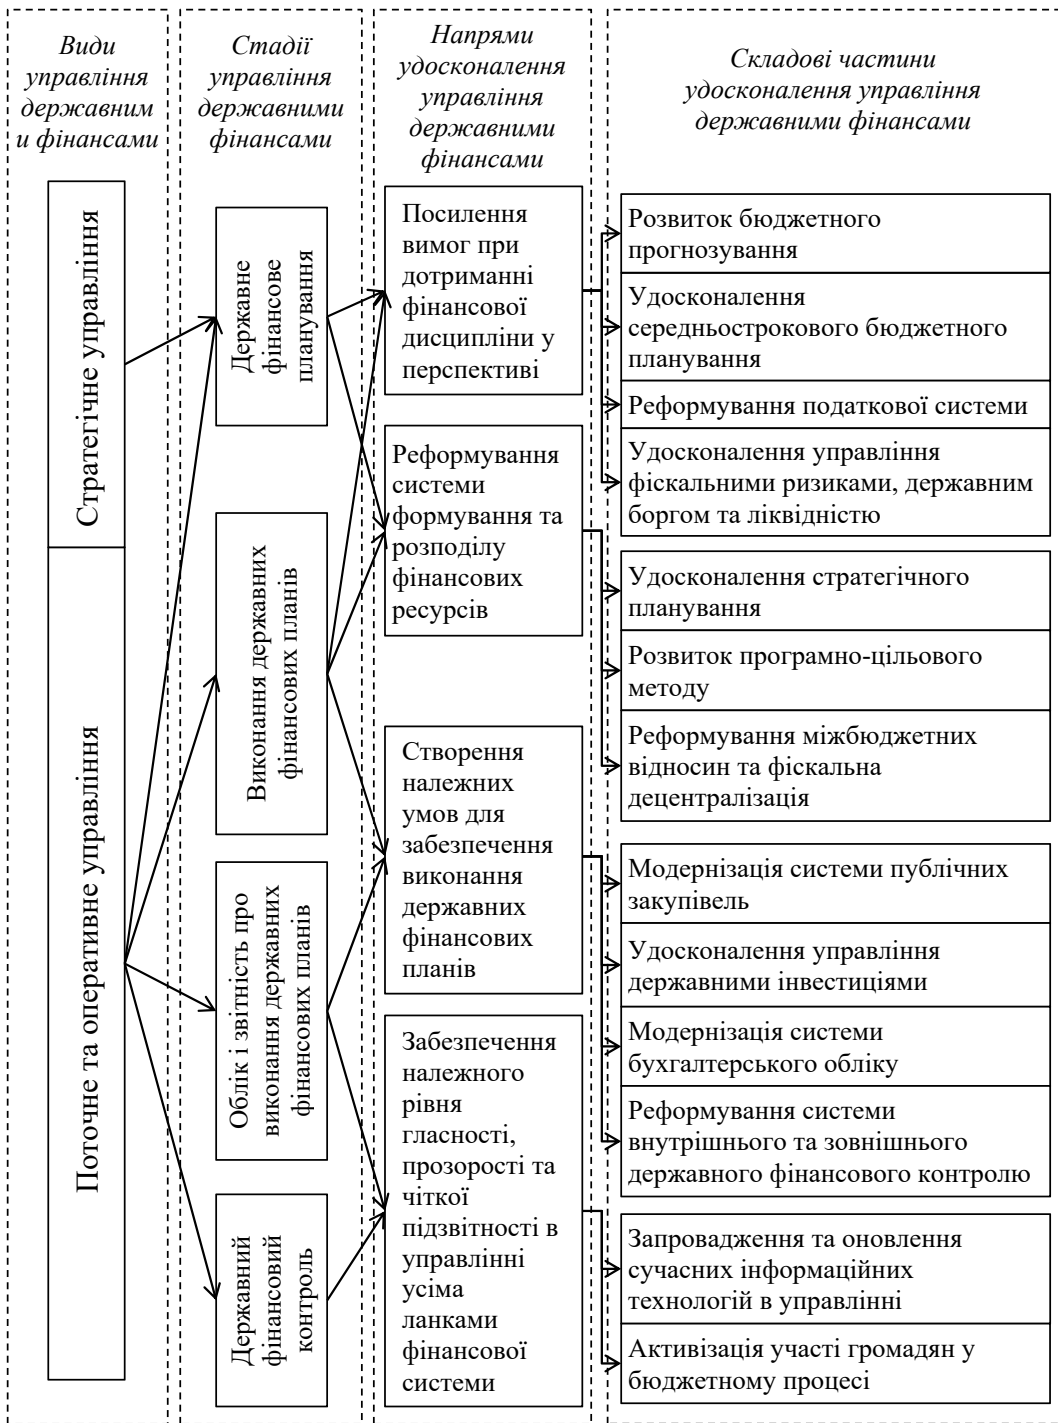 Види
управління
державним
и фінансами
Стадії
управління
державними
фінансами
Напрями
удосконалення
управління
державними
фінансами
Складові частини
удосконалення управління
державними фінансами
Стратегічне управління
Поточне та оперативне управління
Державне
фінансове
планування
Виконання державних
фінансових планів
Облік і звітність про
виконання державних
фінансових планів
Державний
фінансовий
контроль
Посилення
вимог при
дотриманні
фінансової
дисципліни у
перспективі
Реформування
системи
формування та
розподілу
фінансових
ресурсів
Створення
належних
умов для
забезпечення
виконання
державних
фінансових
планів
Забезпечення
належного
рівня
гласності,
прозорості та
чіткої
підзвітності в
управлінні
усіма
ланками
фінансової
системи
Розвиток бюджетного
прогнозування
Удосконалення
середньострокового бюджетного
планування
Реформування податкової системи
Удосконалення управління
фіскальними ризиками, державним
боргом та ліквідністю
Удосконалення стратегічного
планування
Розвиток програмно-цільового
методу
Реформування міжбюджетних
відносин та фіскальна
децентралізація
Модернізація системи публічних
закупівель
Удосконалення управління
державними інвестиціями
Модернізація системи
бухгалтерського обліку
Реформування системи
внутрішнього та зовнішнього
державного фінансового контролю
Запровадження та оновлення
сучасних інформаційних
технологій в управлінні
Активізація участі громадян у
бюджетному процесі